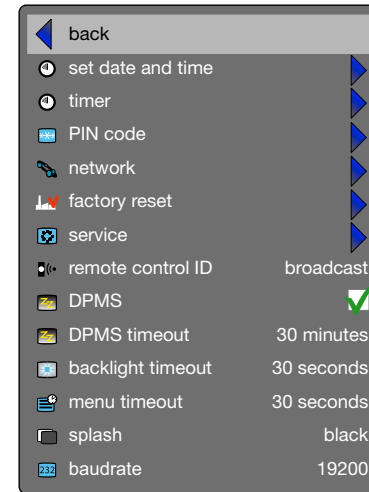 back
set date and time
timer
PIN code
network
factory reset
service
remote control ID broadcast
DPMS
DPMS timeout 30 minutes
backlight timeout 30 seconds
menu timeout 30 seconds
splash black
232 baudrate 19200